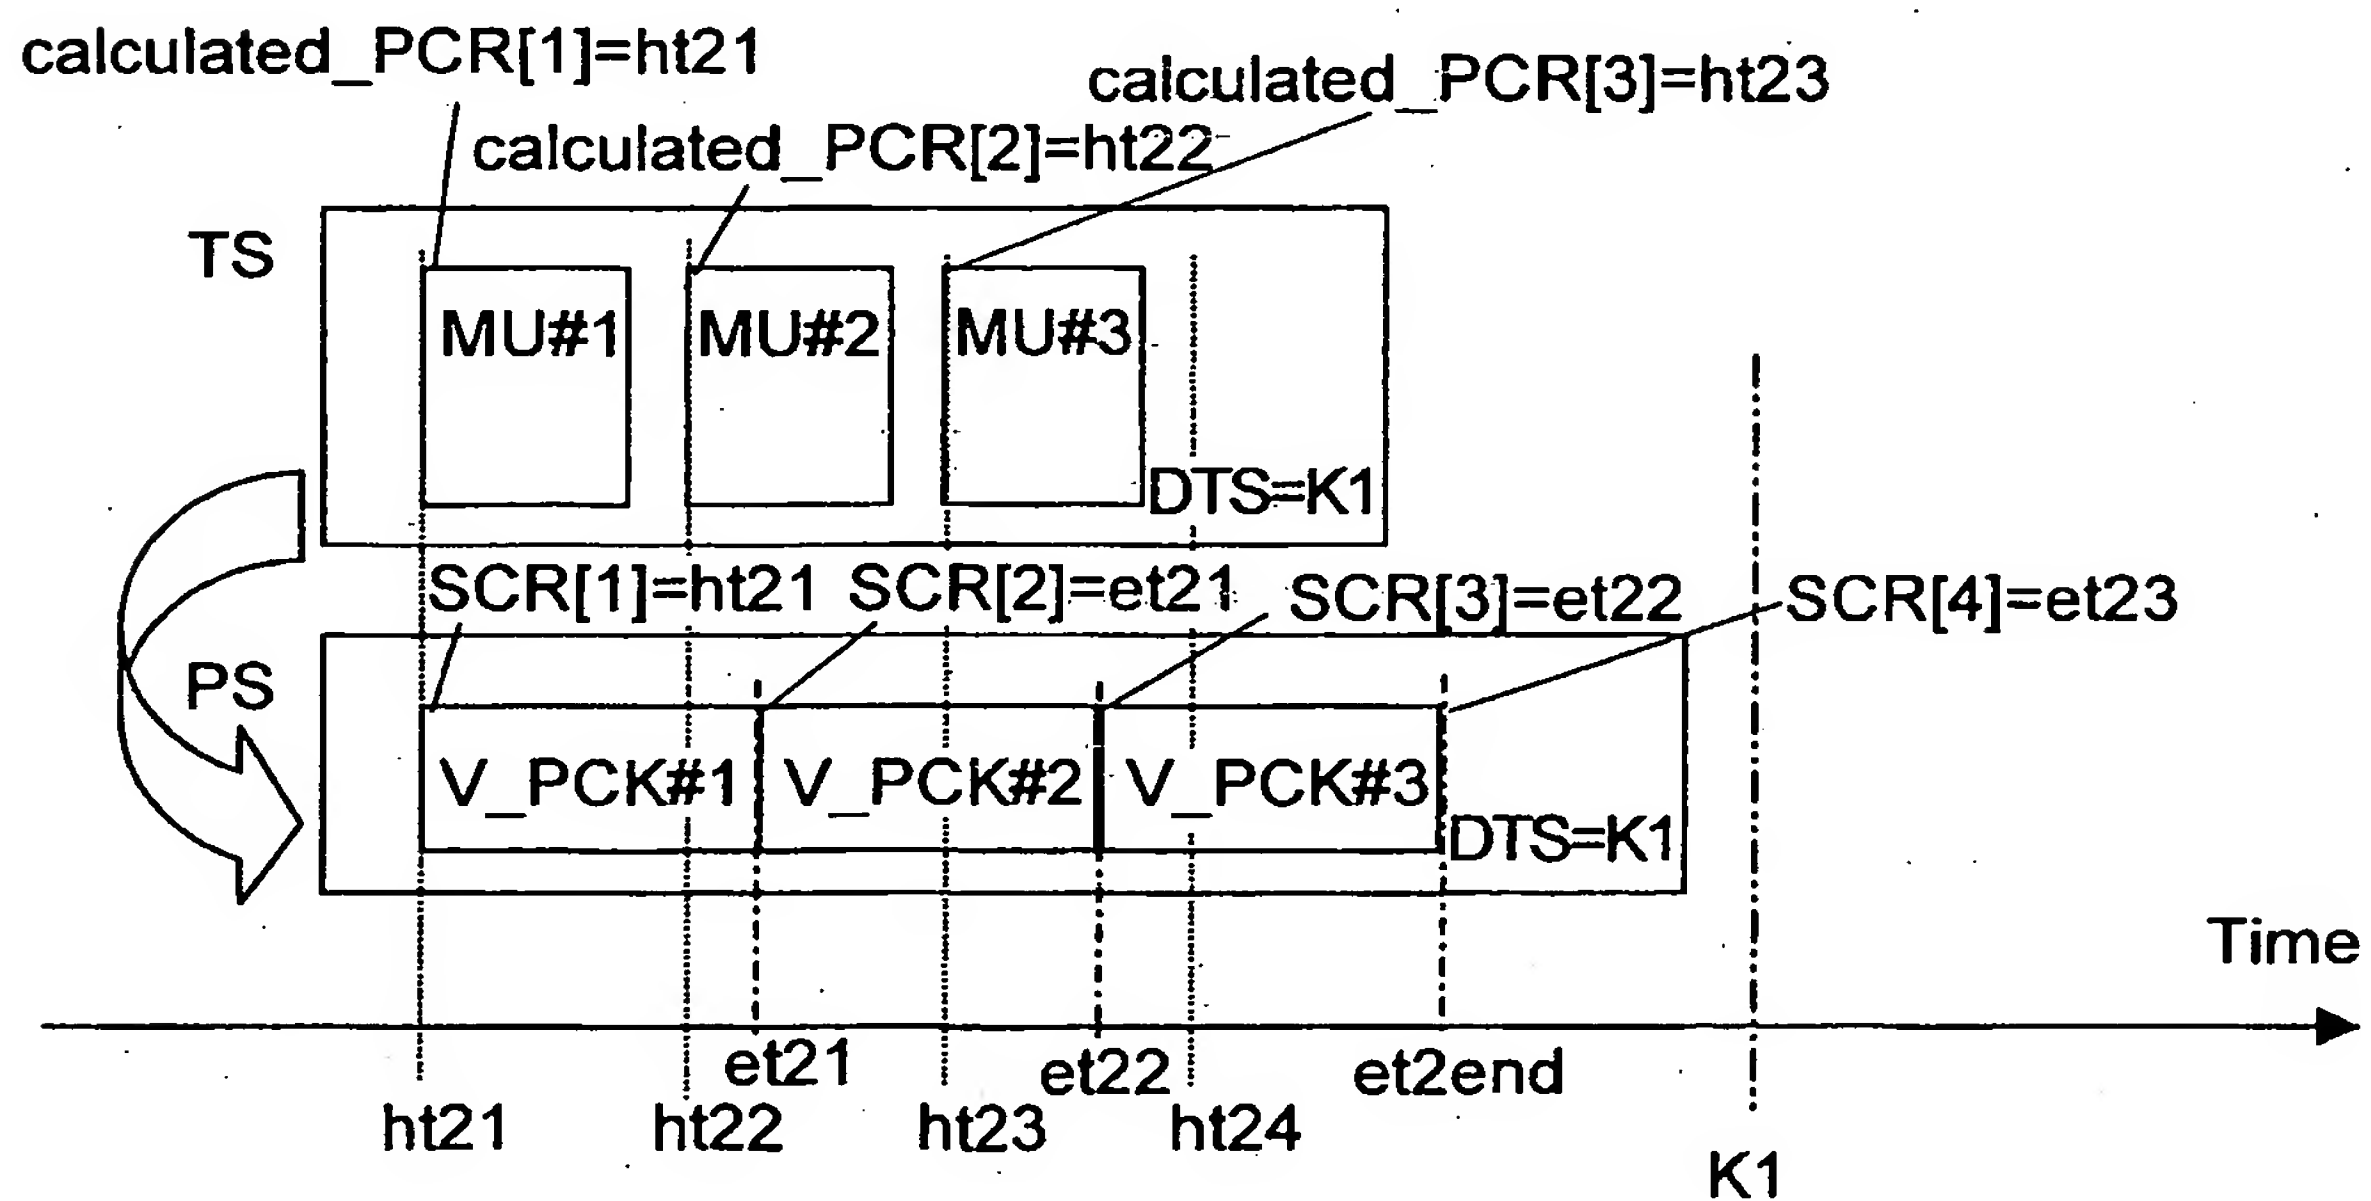 calculated_PCR[1]=ht21
calculated_PCR[3]=ht23
calculated_PCR[2]=ht22
TS
MU#1
MU#2
MU#3
DTS=K1
SCR[1]=ht21
SCR[2]=et21
SCR[3]=et22
SCR[4]=et23
PS
V_PCK#1
V_PCK#2
V_PCK#3
DTS=K1
Time
et21
et22
et2end
ht21
ht22
ht23
ht24
K1